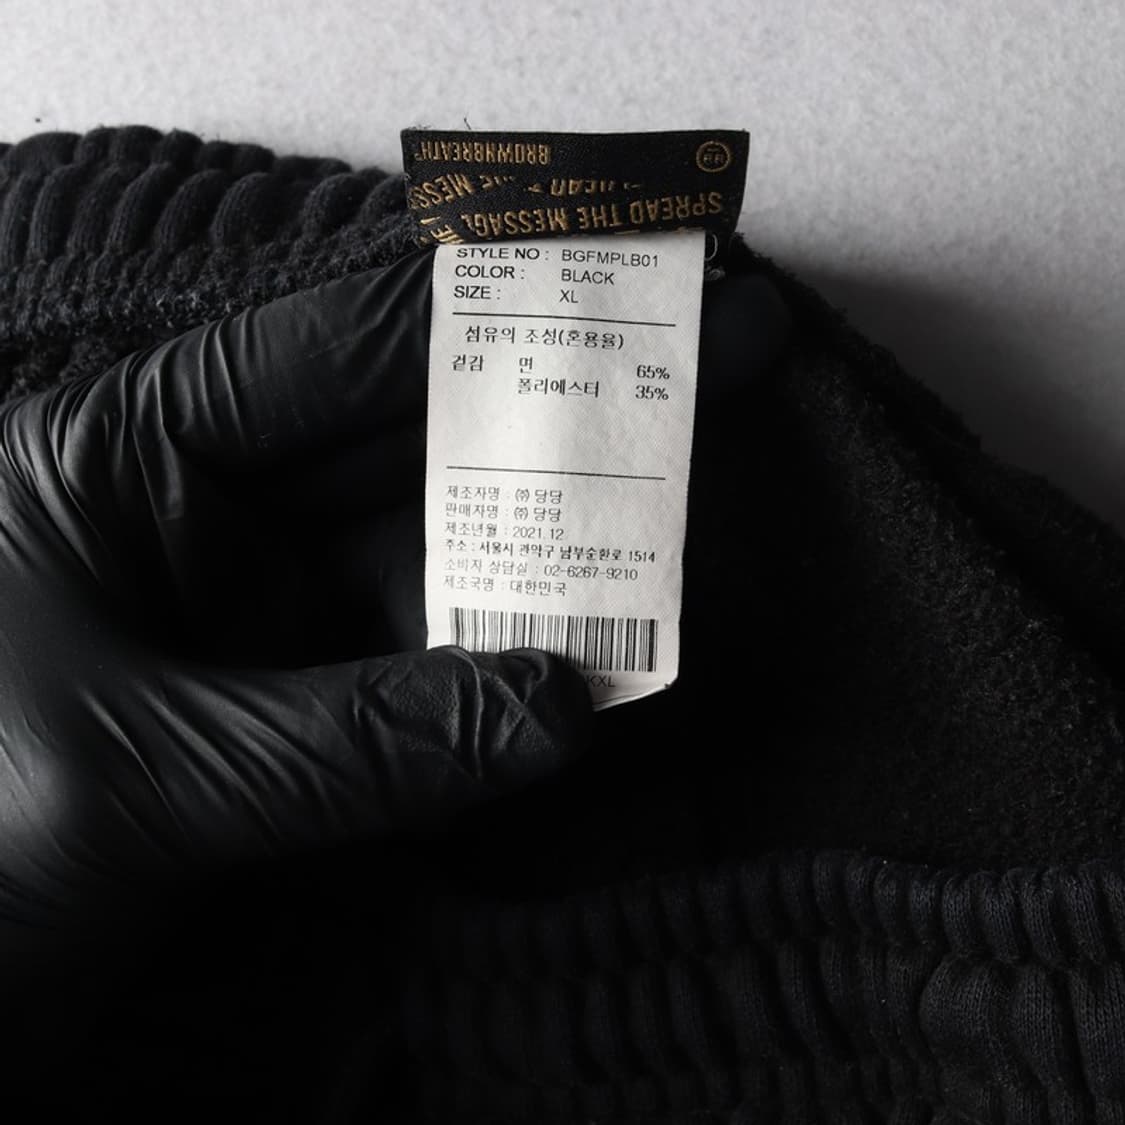 BROWNBREATH
SPREAD THE MESSAGE
STYLE NO : BGFMPLB01
COLOR : BLACK
SIZE : XL
섬유의 조성(혼용율)
겉감 면 65%
폴리에스터 35%
제조자명 : ㈜ 당당
판매자명 : ㈜ 당당
제조년월 : 2021.12
주소 : 서울시 관악구 남부순환로 1514
소비자 상담실 : 02-6267-9210
제조국명 : 대한민국
KXL